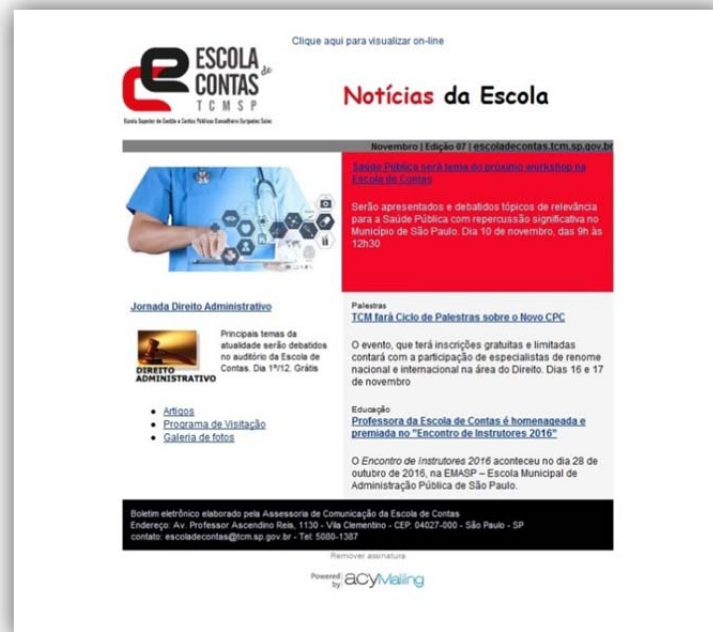 Clique aqui para visualizar on-line
ESCOLA
de
CONTAS
TCMSP
Escola Superior de Gestão e Contas Públicas Conselheiro Eurípedes Sales
Notícias da Escola
Novembro | Edição 07 | escoladecontas.tcm.sp.gov.br
Saúde Pública será tema do próximo workshop na
Escola de Contas
Serão apresentados e debatidos tópicos de relevância
para a Saúde Pública com repercussão significativa no
Município de São Paulo. Dia 10 de novembro, das 9h às
12h30
Jornada Direito Administrativo
Principais temas da
atualidade serão debatidos
no auditório da Escola de
Contas. Dia 1º/12. Grátis
DIREITO
ADMINISTRATIVO
Artigos
Programa de Visitação
Galeria de fotos
Palestras
TCM fará Ciclo de Palestras sobre o Novo CPC
O evento, que terá inscrições gratuitas e limitadas
contará com a participação de especialistas de renome
nacional e internacional na área do Direito. Dias 16 e 17
de novembro
Educação
Professora da Escola de Contas é homenageada e
premiada no "Encontro de Instrutores 2016"
O Encontro de Instrutores 2016 aconteceu no dia 28 de
outubro de 2016, na EMASP – Escola Municipal de
Administração Pública de São Paulo.
Boletim eletrônico elaborado pela Assessoria de Comunicação da Escola de Contas
Endereço: Av. Professor Ascendino Reis, 1130 - Vila Clementino - CEP: 04027-000 - São Paulo - SP
contato: escoladecontas@tcm.sp.gov.br - Tel: 5080-1387
Remover assinatura
Powered
by
acyMailing